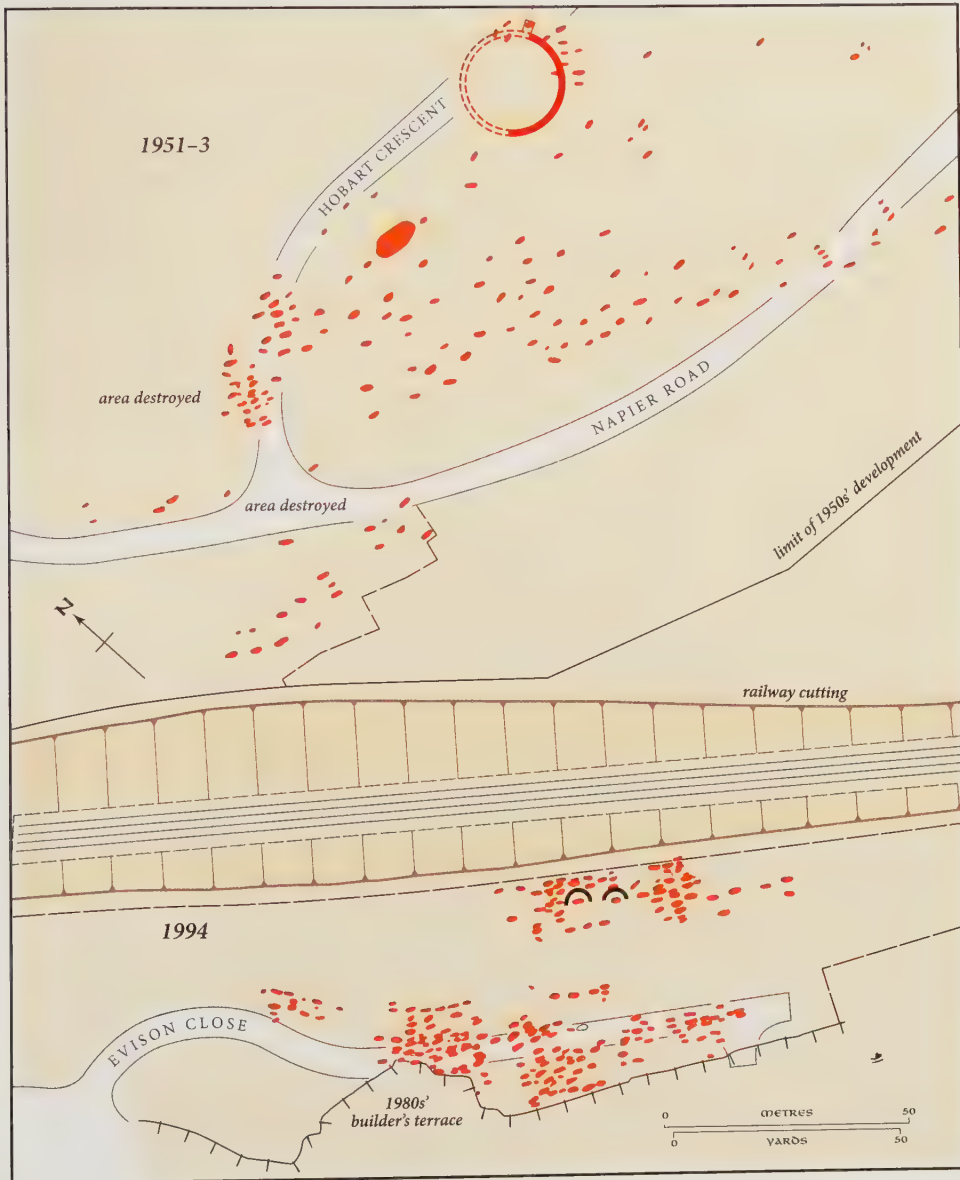 1951–3
HOBART CRESCENT
area destroyed
NAPIER ROAD
area destroyed
limit of 1950s' development
N
railway cutting
1994
EVISON CLOSE
1980s'
builder's terrace
0 METRES 50
0 YARDS 50